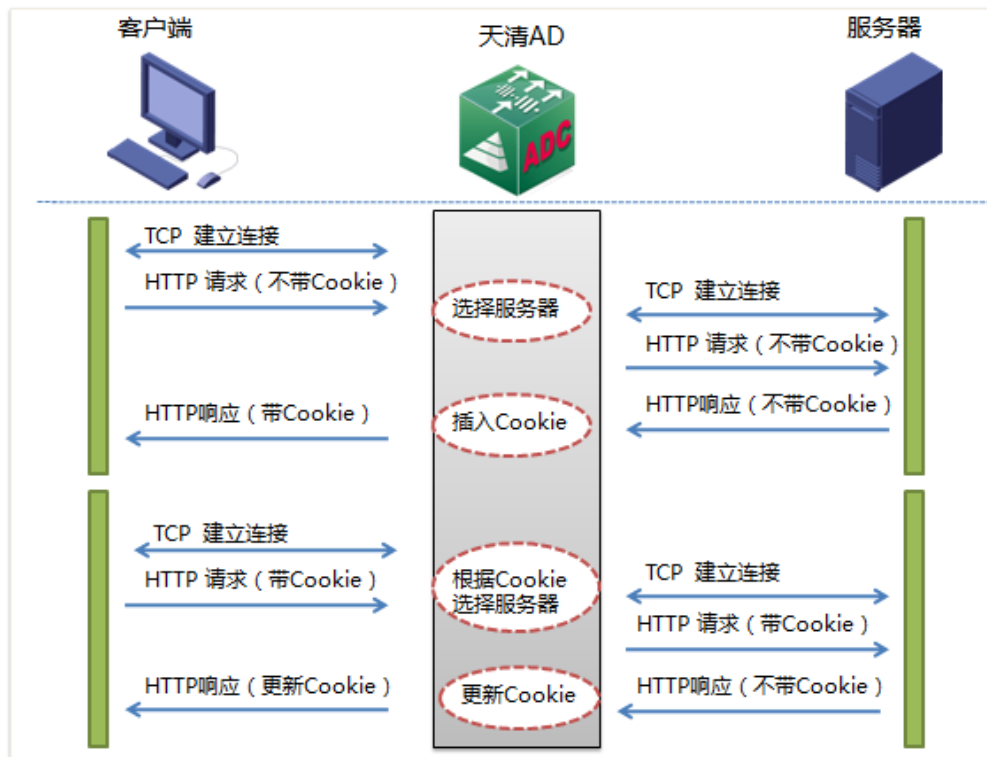 客户端
天清AD
服务器
ADC
TCP 建立连接
HTTP 请求（不带Cookie）
选择服务器
TCP 建立连接
HTTP 请求（不带Cookie）
HTTP响应（带Cookie）
插入Cookie
HTTP响应（不带Cookie）
TCP 建立连接
HTTP 请求（带Cookie）
根据Cookie
选择服务器
TCP 建立连接
HTTP 请求（带Cookie）
HTTP响应（更新Cookie）
更新Cookie
HTTP响应（不带Cookie）